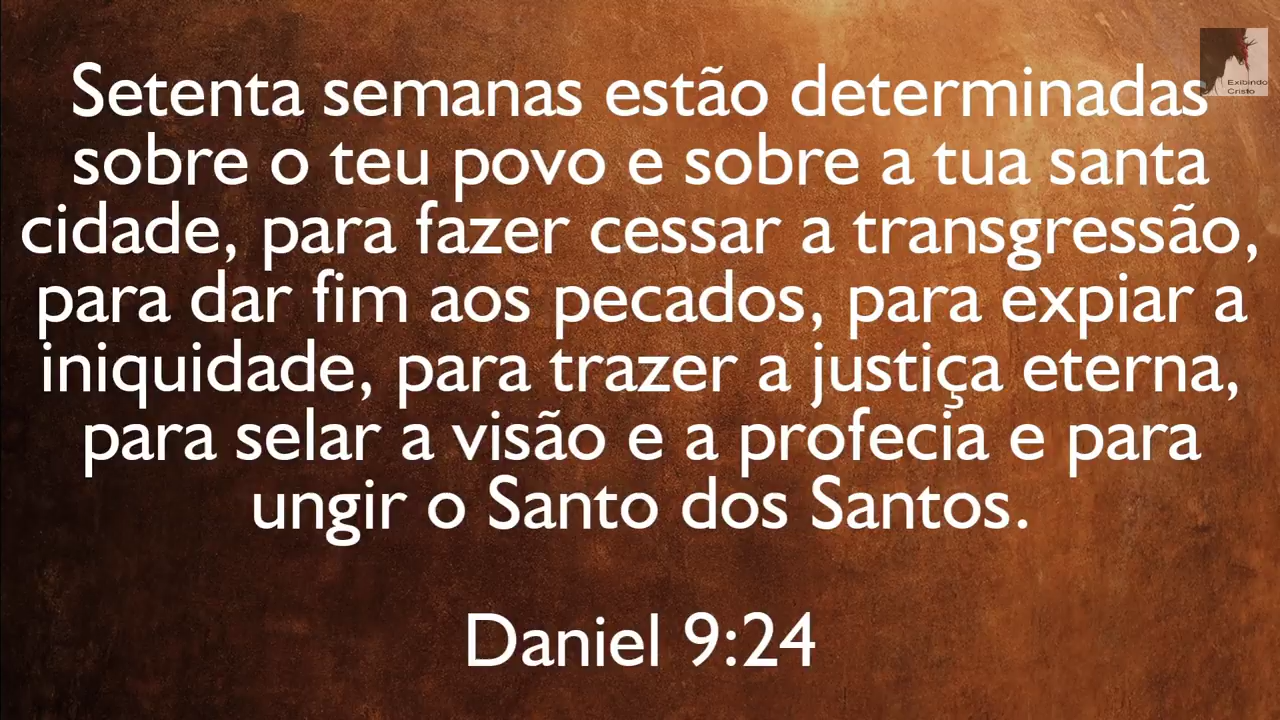 Setenta semanas estão determinadas
sobre o teu povo e sobre a tua santa
cidade, para fazer cessar a transgressão,
para dar fim aos pecados, para expiar a
iniquidade, para trazer a justiça eterna,
para selar a visão e a profecia e para
ungir o Santo dos Santos.
Daniel 9:24
Exibindo
Cristo